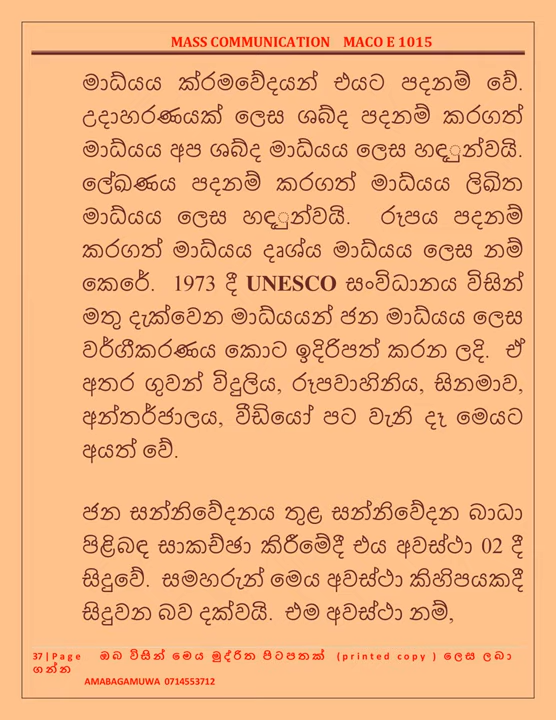 MASS COMMUNICATION MACO E 1015
මාධ්‍යය ක්රමවේදයන් එයට පදනම් වේ.
උදාහරණයක් ලෙස ශබ්ද පදනම් කරගත්
මාධ්‍යය අප ශබ්ද මාධ්‍යය ලෙස හඳුන්වයි.
ලේඛණය පදනම් කරගත් මාධ්‍යය ලිඛිත
මාධ්‍යය ලෙස හඳුන්වයි. රූපය පදනම්
කරගත් මාධ්‍යය දෘශ්ය මාධ්‍යය ලෙස නම්
කෙරේ. 1973 දී UNESCO සංවිධානය විසින්
මතු දැක්වෙන මාධ්‍යයන් ජන මාධ්‍යය ලෙස
වර්ගීකරණය කොට ඉදිරිපත් කරන ලදි. ඒ
අතර ගුවන් විදුලිය, රූපවාහිනිය, සිනමාව,
අන්තර්ජාලය, වීඩියෝ පට වැනි දෑ මෙයට
අයත් වේ.
ජන සන්නිවේදනය තුළ සන්නිවේදන බාධා
පිළිබඳ සාකච්ඡා කිරීමේදී එය අවස්ථා 02 දී
සිදුවේ. සමහරුන් මෙය අවස්ථා කිහිපයකදී
සිදුවන බව දක්වයි. එම අවස්ථා නම්,
37 | P a g e ඔබ විසින් මෙය මුද්රිත පිටපතක් (printed copy ) ලෙස ලබා
ගන්න
AMABAGAMUWA 0714553712